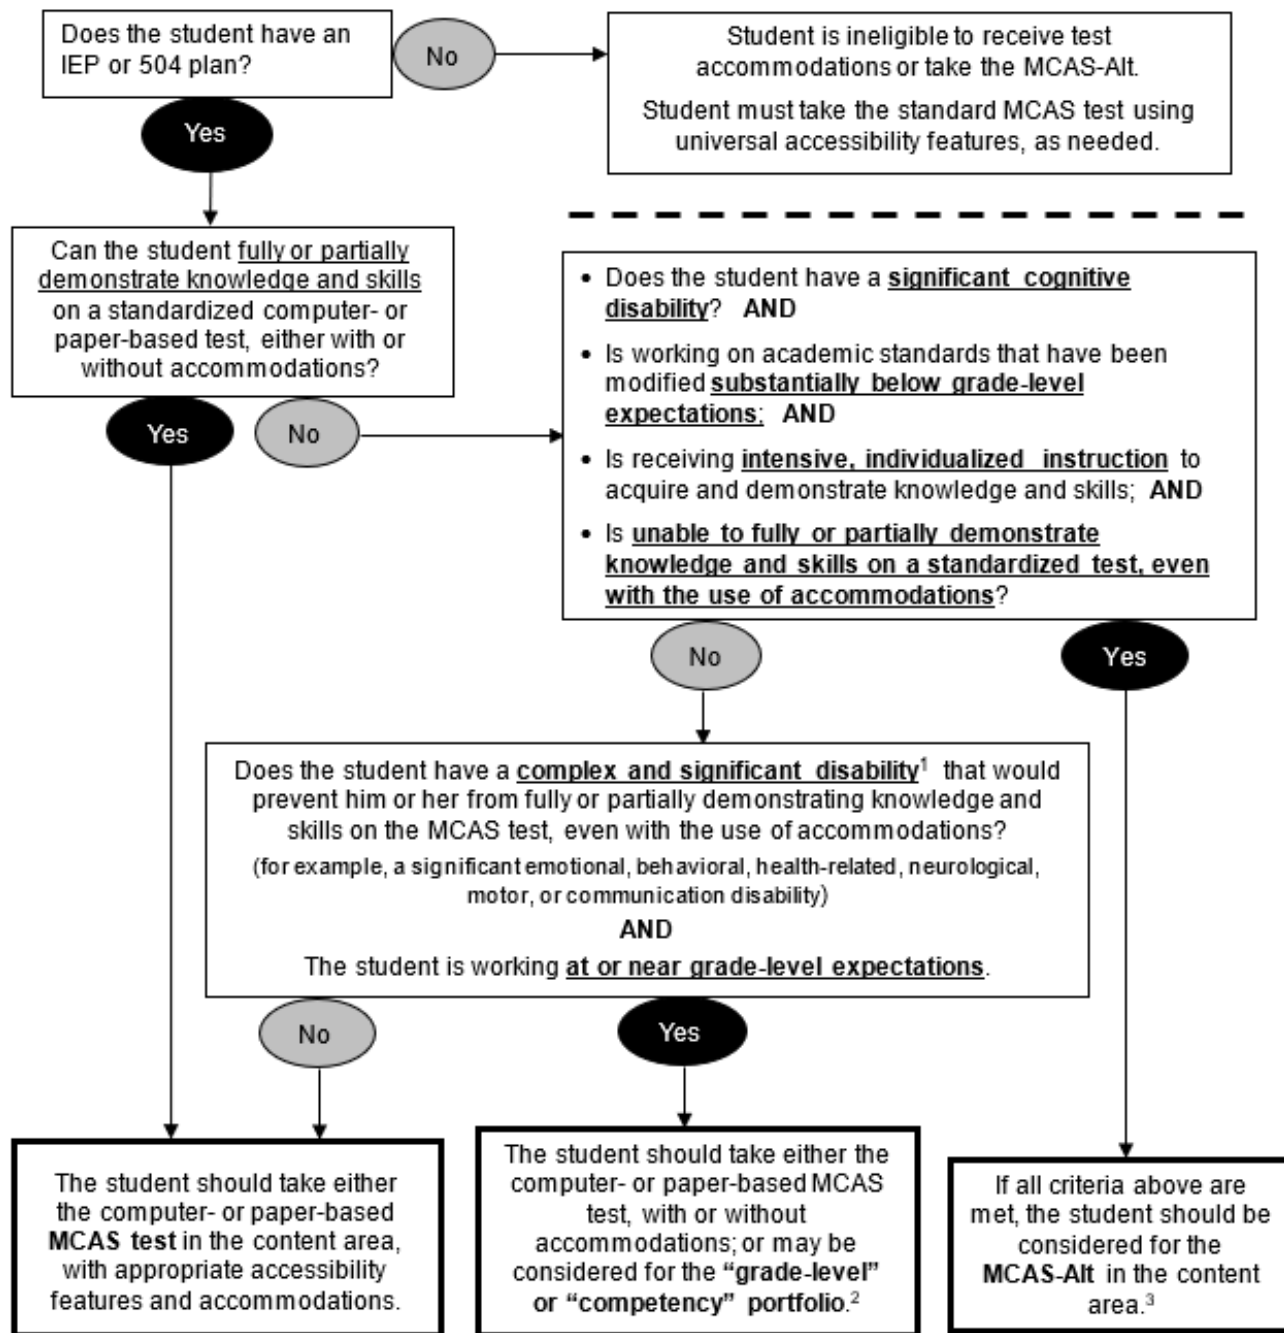 Does the student have an
IEP or 504 plan?
No
Student is ineligible to receive test
accommodations or take the MCAS-Alt.
Student must take the standard MCAS test using
universal accessibility features, as needed.
Yes
Can the student fully or partially
demonstrate knowledge and skills
on a standardized computer- or
paper-based test, either with or
without accommodations?
Yes
No
• Does the student have a significant cognitive
disability? AND
• Is working on academic standards that have been
modified substantially below grade-level
expectations; AND
• Is receiving intensive, individualized instruction to
acquire and demonstrate knowledge and skills; AND
• Is unable to fully or partially demonstrate
knowledge and skills on a standardized test, even
with the use of accommodations?
No
Yes
Does the student have a complex and significant disability¹ that would
prevent him or her from fully or partially demonstrating knowledge and
skills on the MCAS test, even with the use of accommodations?
(for example, a significant emotional, behavioral, health-related, neurological,
motor, or communication disability)
AND
The student is working at or near grade-level expectations.
No
Yes
The student should take either
the computer- or paper-based
MCAS test in the content area,
with appropriate accessibility
features and accommodations.
The student should take either the
computer- or paper-based MCAS
test, with or without
accommodations; or may be
considered for the “grade-level”
or “competency” portfolio.²
If all criteria above are
met, the student should be
considered for the
MCAS-Alt in the content
area.³